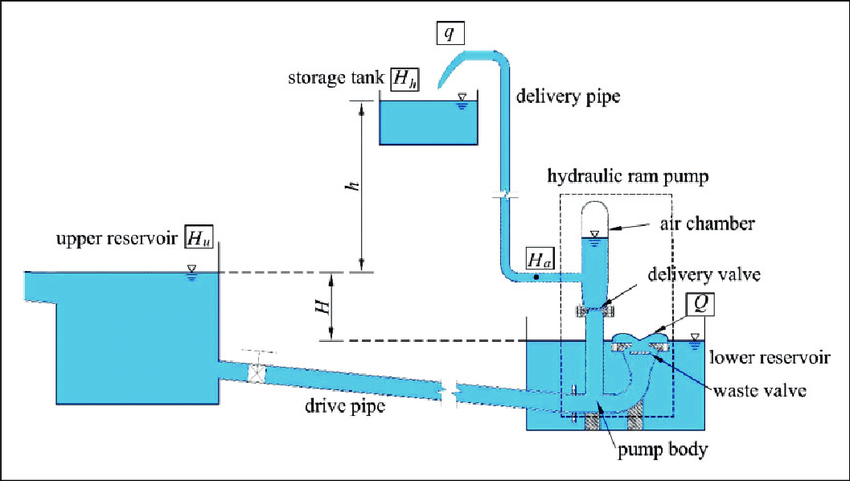 q
storage tank H_h
delivery pipe
hydraulic ram pump
h
air chamber
upper reservoir H_u
H_a
delivery valve
H
Q
lower reservoir
waste valve
drive pipe
pump body